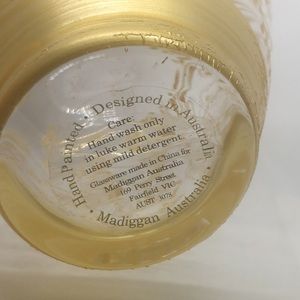 Hand Painted & Designed in Australia
Care:
Hand wash only
in luke warm water
using mild detergent.
Glassware made in China for
Madiggan Australia
169 Perry Street
Fairfield VIC
AUST 3078
• Madiggan Australia •